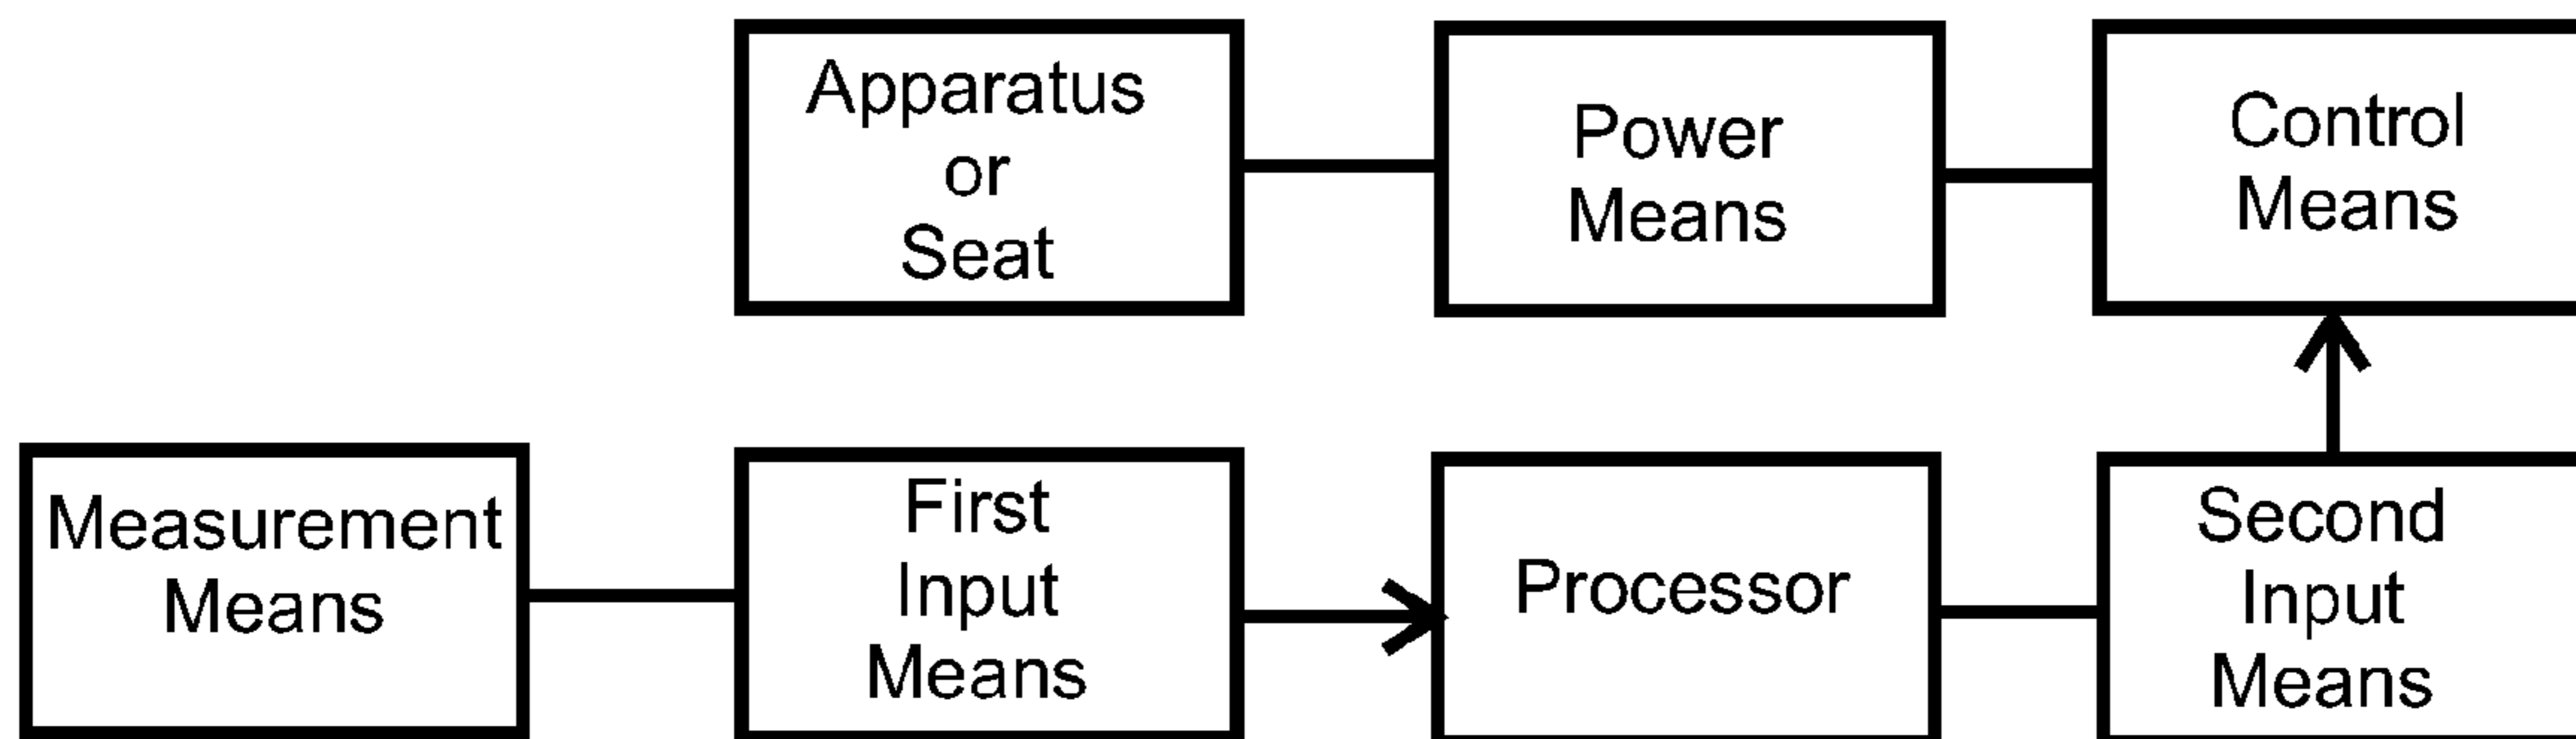 Apparatus
or
Seat
Power
Means
Control
Means
Measurement
Means
First
Input
Means
Processor
Second
Input
Means